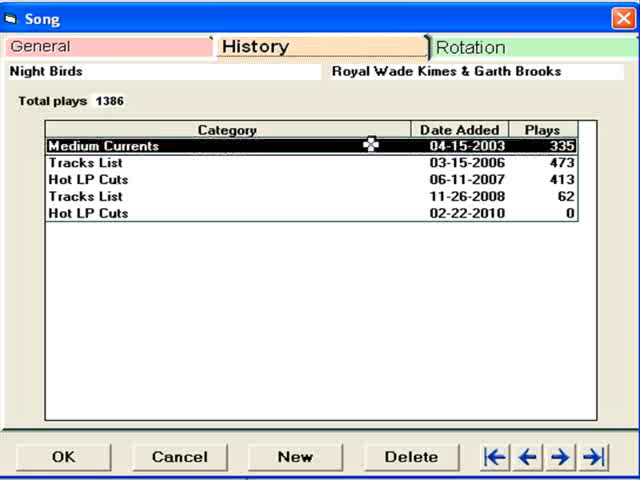 Song
General History Rotation
Night Birds Royal Wade Kimes & Garth Brooks
Total plays 1386
Category Date Added Plays
Medium Currents 04-15-2003 335
Tracks List 03-15-2006 473
Hot LP Cuts 06-11-2007 413
Tracks List 11-26-2008 62
Hot LP Cuts 02-22-2010 0
OK Cancel New Delete